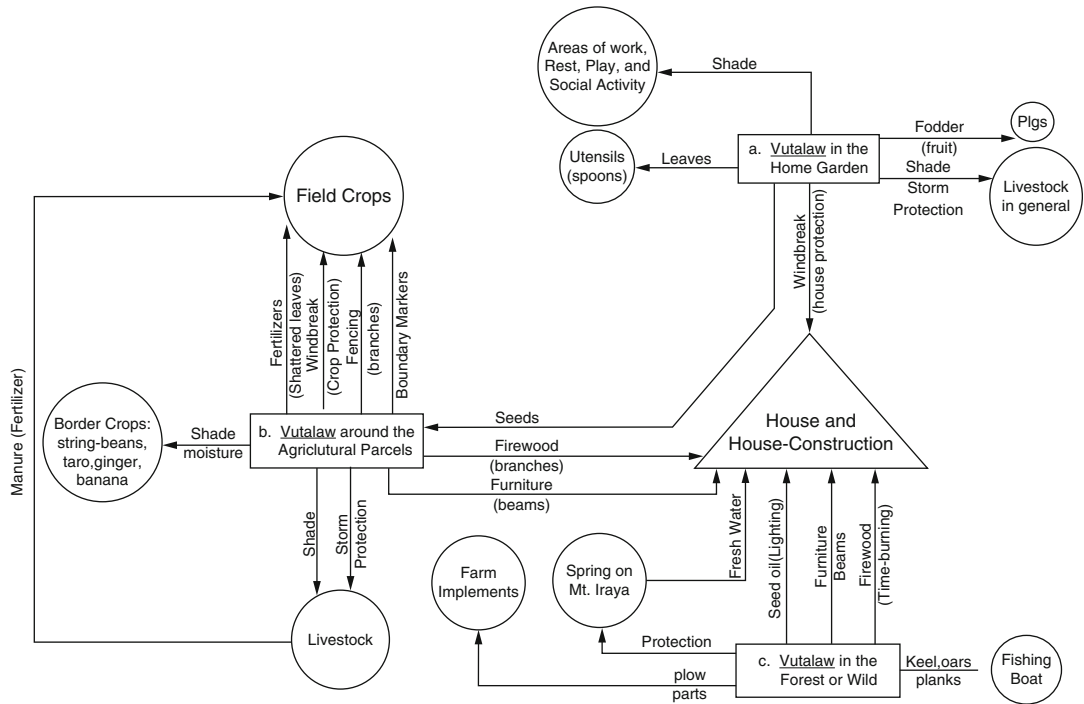 Areas of work,
Rest, Play, and
Social Activity
Shade
Plgs
Fodder
(fruit)
a. Vutalaw in the
Home Garden
Utensils
(spoons)
Leaves
Shade
Storm
Protection
Livestock
in general
Field Crops
Windbreak
(house protection)
Fertilizers
(Shattered leaves)
Windbreak
(Crop Protection)
Fencing
(branches)
Boundary Markers
Manure (Fertilizer)
Border Crops:
string-beans,
taro,ginger,
banana
Shade
moisture
b. Vutalaw around the
Agriclutural Parcels
Seeds
Firewood
(branches)
Furniture
(beams)
House and
House-Construction
Shade
Storm
Protection
Livestock
Farm
Implements
Spring on
Mt. Iraya
Fresh Water
Seed oil(Lighting)
Furniture
Beams
Firewood
(Time-burning)
Protection
plow
parts
c. Vutalaw in the
Forest or Wild
Keel,oars
planks
Fishing
Boat